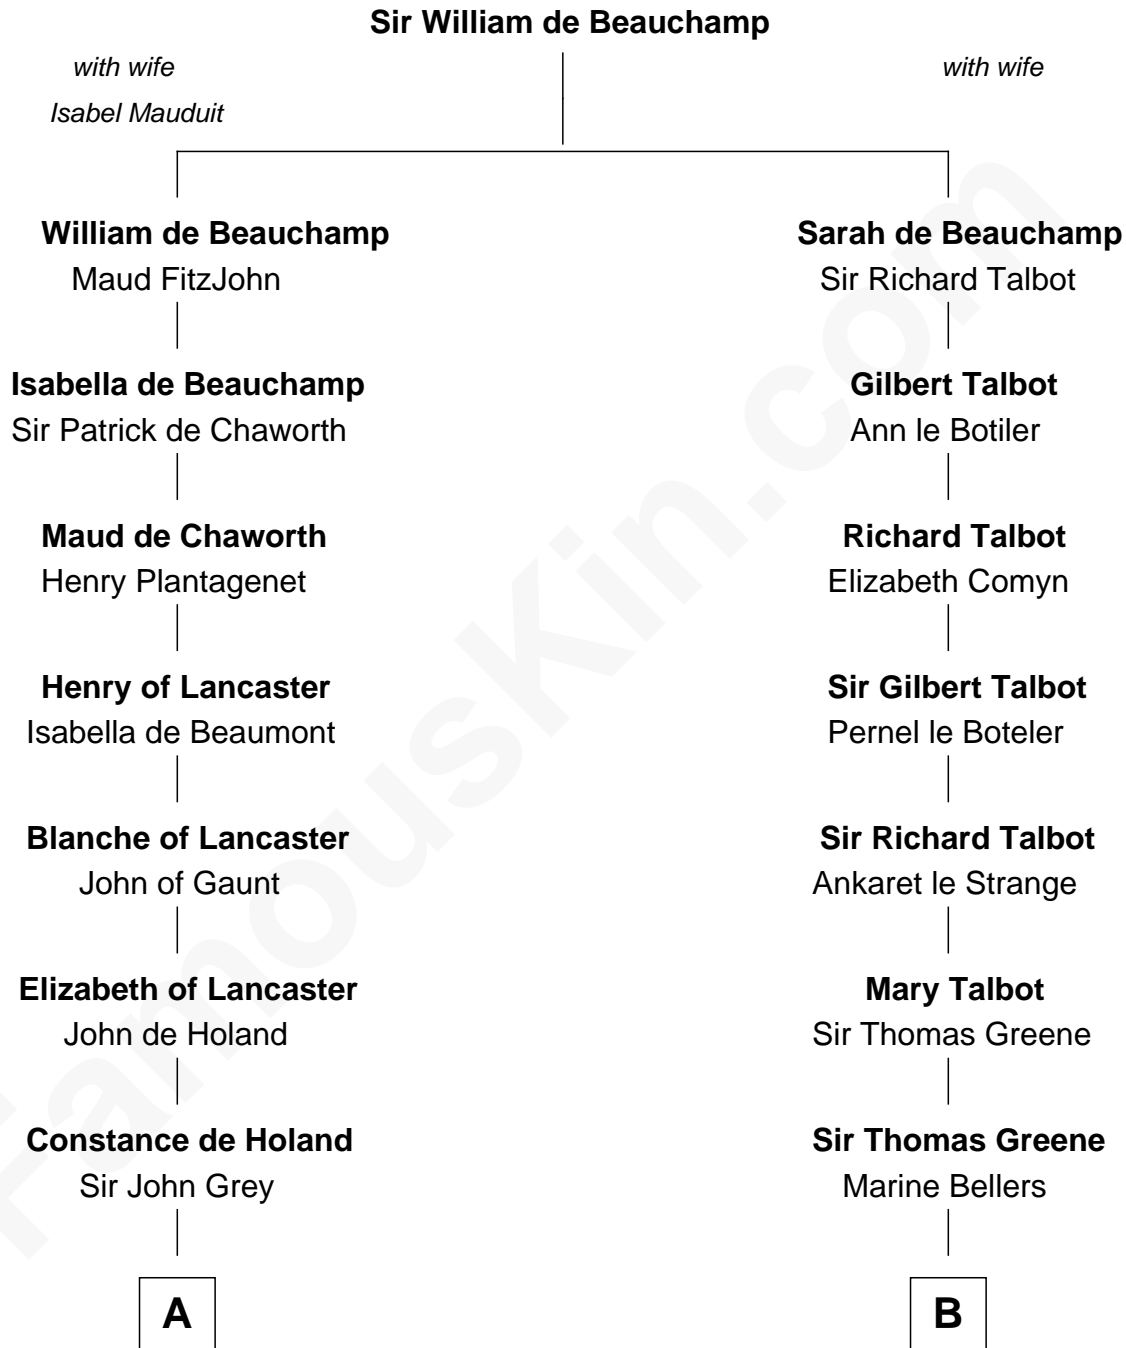 Sir William de Beauchamp
with wife
Isabel Mauduit
with wife
William de Beauchamp
Maud FitzJohn
Sarah de Beauchamp
Sir Richard Talbot
Isabella de Beauchamp
Sir Patrick de Chaworth
Gilbert Talbot
Ann le Botiler
Maud de Chaworth
Henry Plantagenet
Richard Talbot
Elizabeth Comyn
Henry of Lancaster
Isabella de Beaumont
Sir Gilbert Talbot
Pernel le Boteler
Blanche of Lancaster
John of Gaunt
Sir Richard Talbot
Ankaret le Strange
Elizabeth of Lancaster
John de Holand
Mary Talbot
Sir Thomas Greene
Constance de Holand
Sir John Grey
Sir Thomas Greene
Marine Bellers
A
B
FamousKin.com